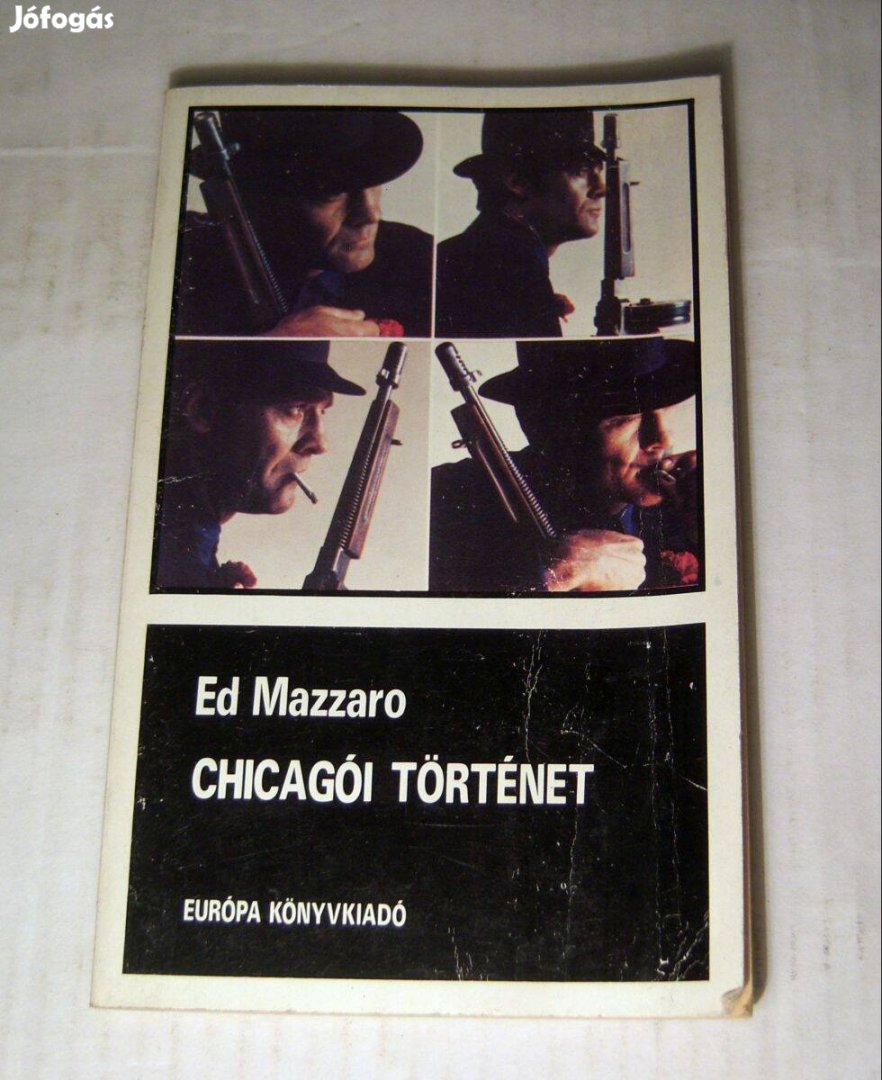 Jófogás
Ed Mazzaro
CHICAGÓI TÖRTÉNET
EURÓPA KÖNYVKIADÓ